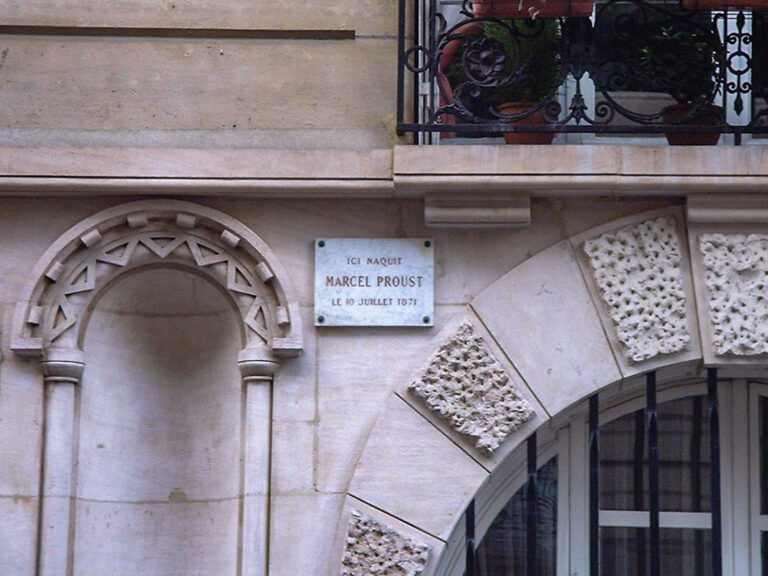 ICI NAQUIT
MARCEL PROUST
LE 10 JUILLET 1871